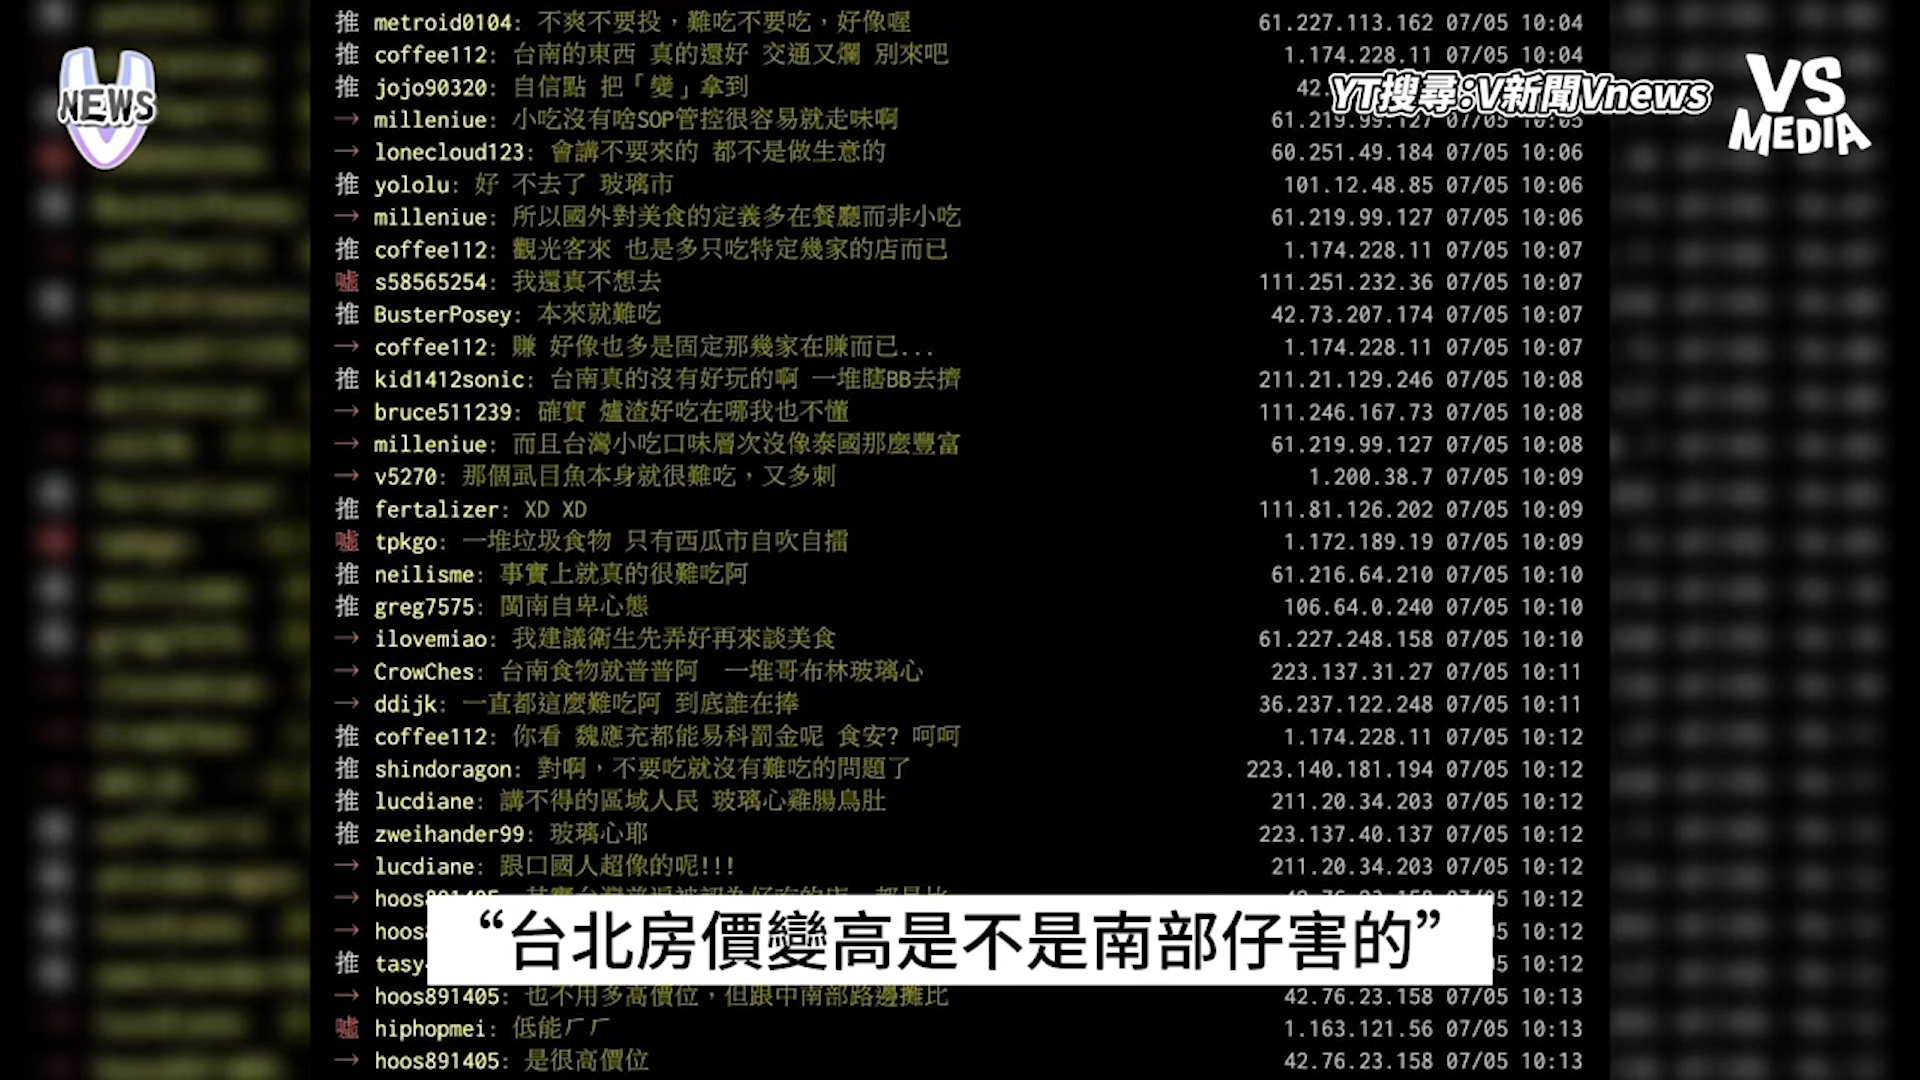 推 metroid0104: 不爽不要投，難吃不要吃，好像喔 61.227.113.162 07/05 10:04
推 coffee112: 台南的東西 真的還好 交通又爛 別來吧 1.174.228.11 07/05 10:04
NEWS
YT搜尋:V新聞Vnews
VS MEDIA
推 jojo90320: 自信點 把「變」拿到 42.
→ milleniue: 小吃沒有啥SOP管控很容易就走味啊 61.219.99.127 07/05 10:05
→ lonecloud123: 會講不要來的 都不是做生意的 60.251.49.184 07/05 10:06
推 yololu: 好 不去了 玻璃市 101.12.48.85 07/05 10:06
→ milleniue: 所以國外對美食的定義多在餐廳而非小吃 61.219.99.127 07/05 10:06
推 coffee112: 觀光客來 也是多只吃特定幾家的店而已 1.174.228.11 07/05 10:07
噓 s58565254: 我還真不想去 111.251.232.36 07/05 10:07
推 BusterPosey: 本來就難吃 42.73.207.174 07/05 10:07
→ coffee112: 賺 好像也多是固定那幾家在賺而已... 1.174.228.11 07/05 10:07
推 kid1412sonic: 台南真的沒有好玩的啊 一堆瞎BB去擠 211.21.129.246 07/05 10:08
→ bruce511239: 確實 爐渣好吃在哪我也不懂 111.246.167.73 07/05 10:08
→ milleniue: 而且台灣小吃口味層次沒像泰國那麼豐富 61.219.99.127 07/05 10:08
→ v5270: 那個虱目魚本身就很難吃，又多刺 1.200.38.7 07/05 10:09
推 fertalizer: XD XD 111.81.126.202 07/05 10:09
噓 tpkgo: 一堆垃圾食物 只有西瓜市自吹自擂 1.172.189.19 07/05 10:09
推 neilisme: 事實上就真的很難吃阿 61.216.64.210 07/05 10:10
推 greg7575: 閩南自卑心態 106.64.0.240 07/05 10:10
→ ilovemiao: 我建議衛生先弄好再來談美食 61.227.248.158 07/05 10:10
→ CrowChes: 台南食物就普普阿 一堆哥布林玻璃心 223.137.31.27 07/05 10:11
→ ddijk: 一直都這麼難吃阿 到底誰在捧 36.237.122.248 07/05 10:11
推 coffee112: 你看 魏應充都能易科罰金呢 食安? 呵呵 1.174.228.11 07/05 10:12
推 shindoragon: 對啊，不要吃就沒有難吃的問題了 223.140.181.194 07/05 10:12
推 lucdiane: 講不得的區域人民 玻璃心雞腸鳥肚 211.20.34.203 07/05 10:12
推 zweihander99: 玻璃心耶 223.137.40.137 07/05 10:12
→ lucdiane: 跟口國人超像的呢!!! 211.20.34.203 07/05 10:12
→ hoos891405: 42.76.23.158 07/05 10:12
→ hoos 10:12
推 tasy 10:12
“台北房價變高是不是南部仔害的”
→ hoos891405: 也不用多高價位，但跟中南部路邊攤比 42.76.23.158 07/05 10:13
噓 hiphopmei: 低能ㄏㄏ 1.163.121.56 07/05 10:13
→ hoos891405: 是很高價位 42.76.23.158 07/05 10:13